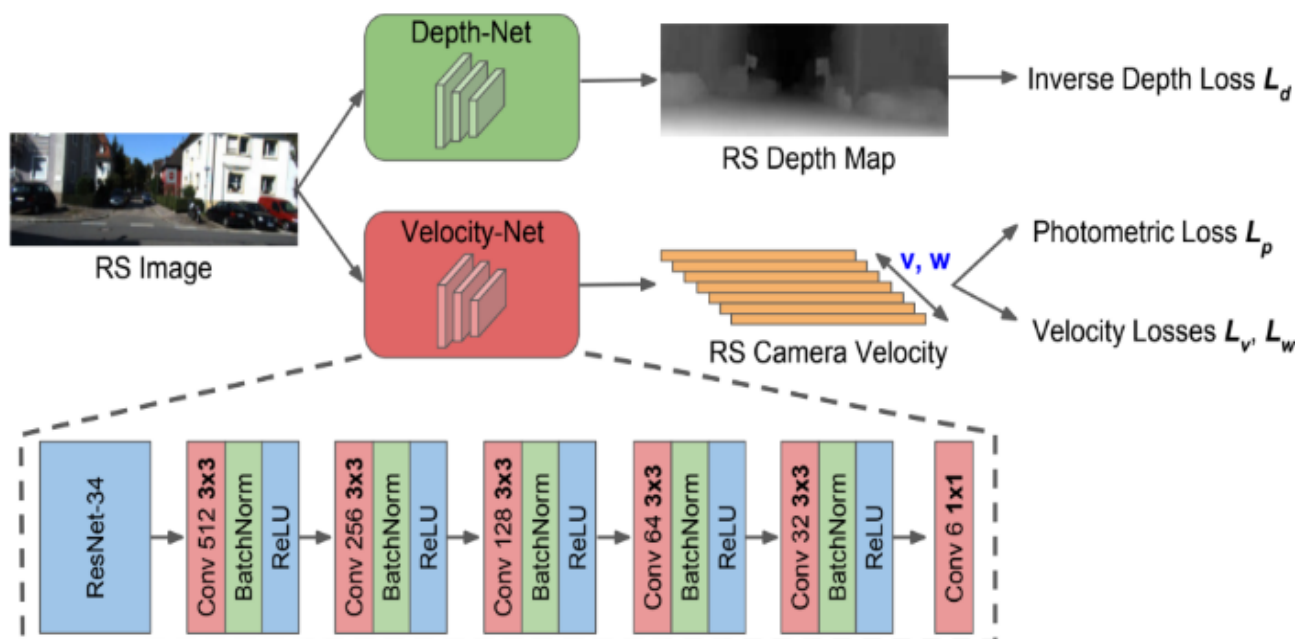 Depth-Net
Inverse Depth Loss L_d
RS Depth Map
RS Image
Velocity-Net
Photometric Loss L_p
v, w
Velocity Losses L_v, L_w
RS Camera Velocity
ResNet-34
Conv 512 3x3
BatchNorm
ReLU
Conv 256 3x3
BatchNorm
ReLU
Conv 128 3x3
BatchNorm
ReLU
Conv 64 3x3
BatchNorm
ReLU
Conv 32 3x3
BatchNorm
ReLU
Conv 6 1x1